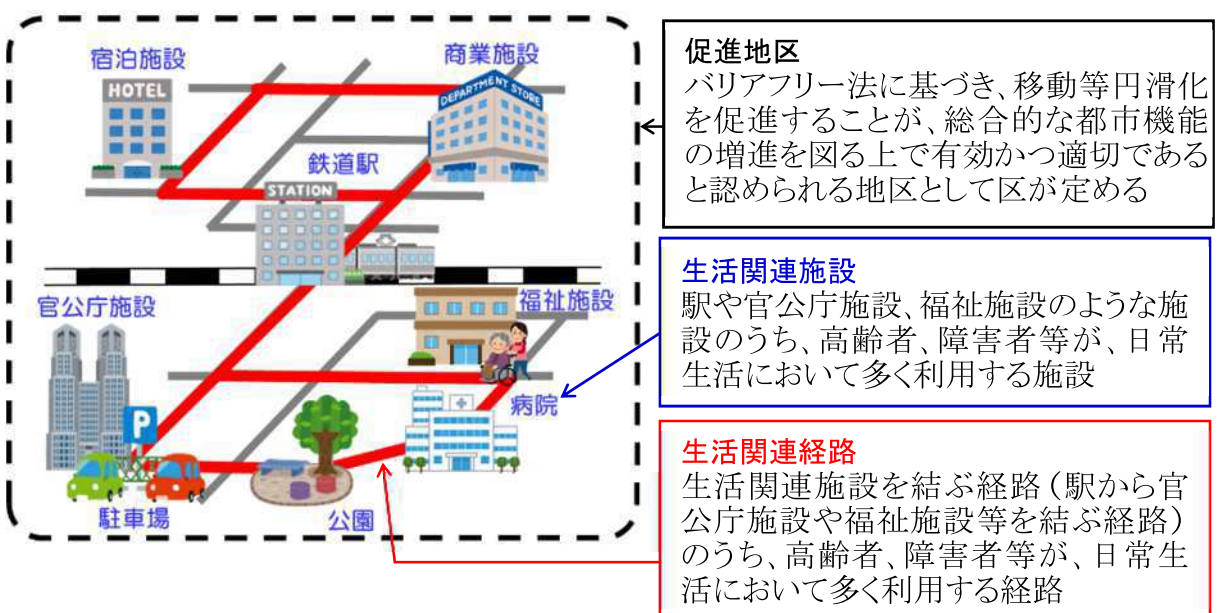 宿泊施設
商業施設
HOTEL
DEPARTMENT STORE
鉄道駅
STATION
官公庁施設
福祉施設
P
病院
駐車場
公園
促進地区
バリアフリー法に基づき、移動等円滑化
を促進することが、総合的な都市機能
の増進を図る上で有効かつ適切である
と認められる地区として区が定める
生活関連施設
駅や官公庁施設、福祉施設のような施
設のうち、高齢者、障害者等が、日常
生活において多く利用する施設
生活関連経路
生活関連施設を結ぶ経路(駅から官
公庁施設や福祉施設等を結ぶ経路)
のうち、高齢者、障害者等が、日常生
活において多く利用する経路